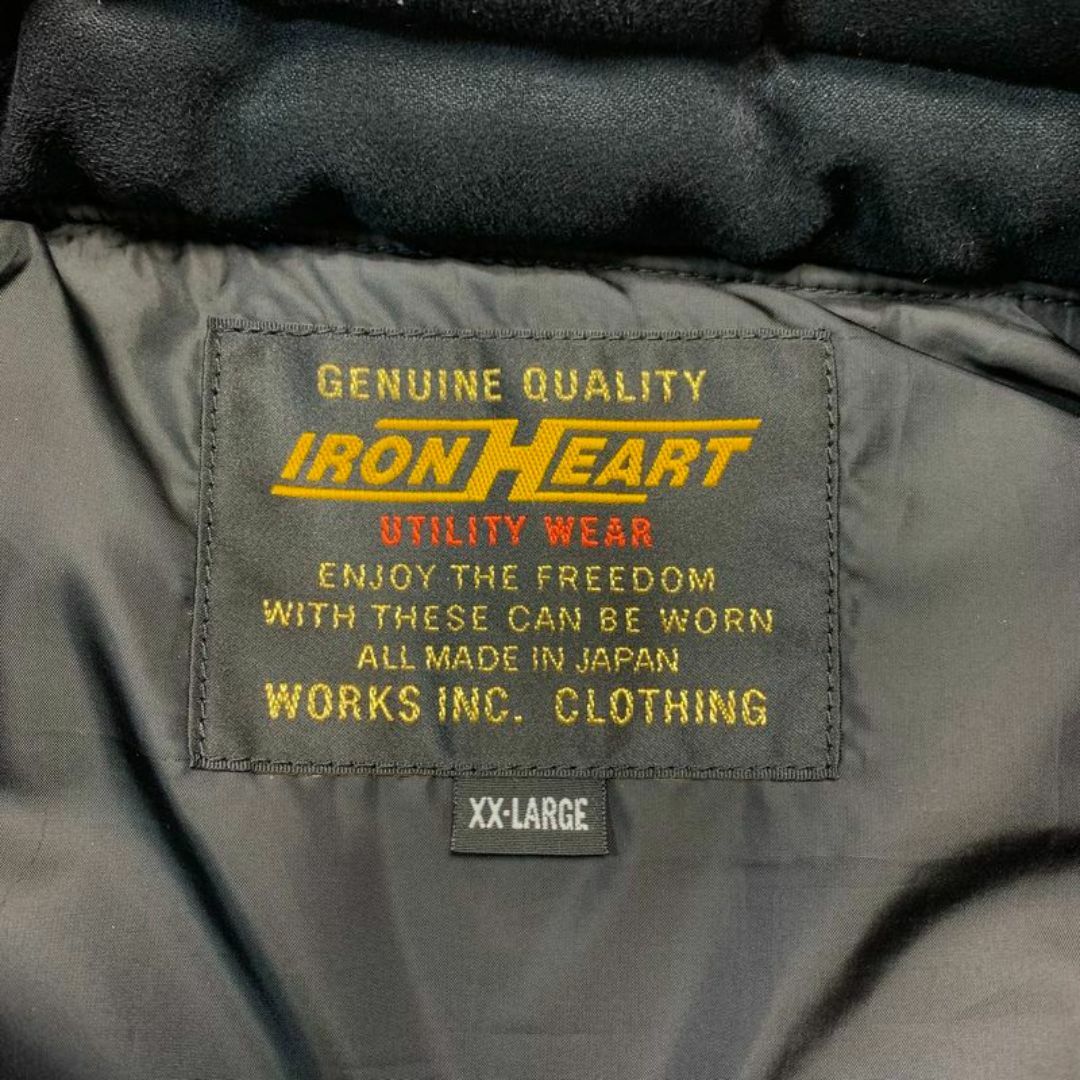 GENUINE QUALITY
IRON HEART
UTILITY WEAR
ENJOY THE FREEDOM
WITH THESE CAN BE WORN
ALL MADE IN JAPAN
WORKS INC. CLOTHING
XX-LARGE